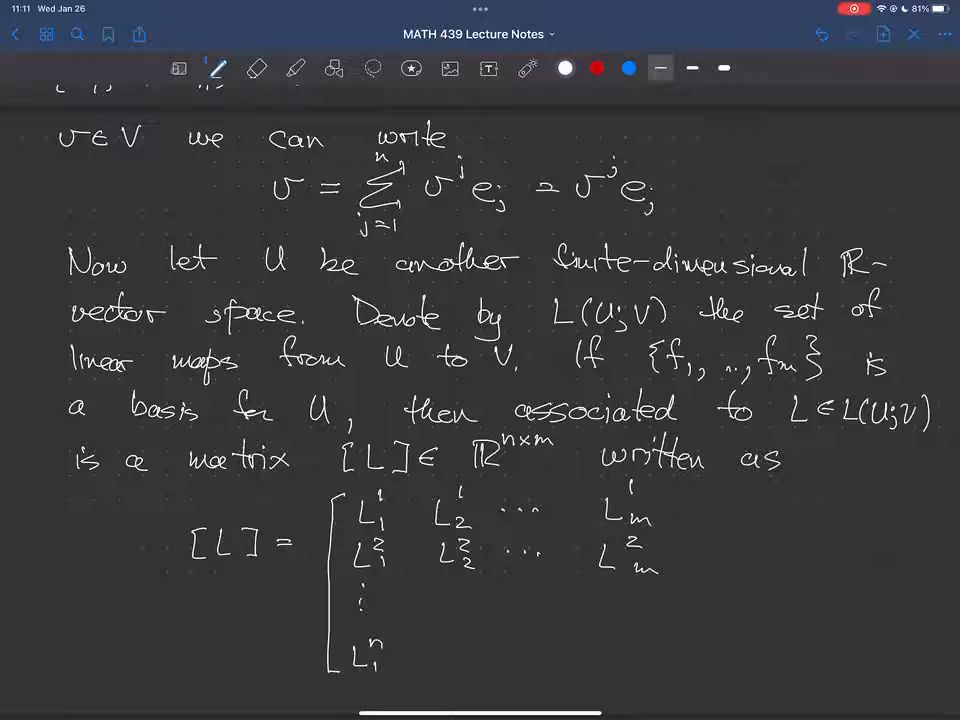 11:11 Wed Jan 26
81%
MATH 439 Lecture Notes
v ∈ V we can write
v = ∑_{j=1}^{n} v^j e_j = v^j e_j
Now let U be another finite-dimensional ℝ-
vector space. Denote by L(U;V) the set of
linear maps from U to V. If {f_1, .., f_m} is
a basis for U, then associated to L ∈ L(U;V)
is a matrix [L] ∈ ℝ^{n×m} written as
L^1_1 L^1_2 ... L^1_m
[L] =
L^2_1 L^2_2 ... L^2_m
⋮
L^n_1